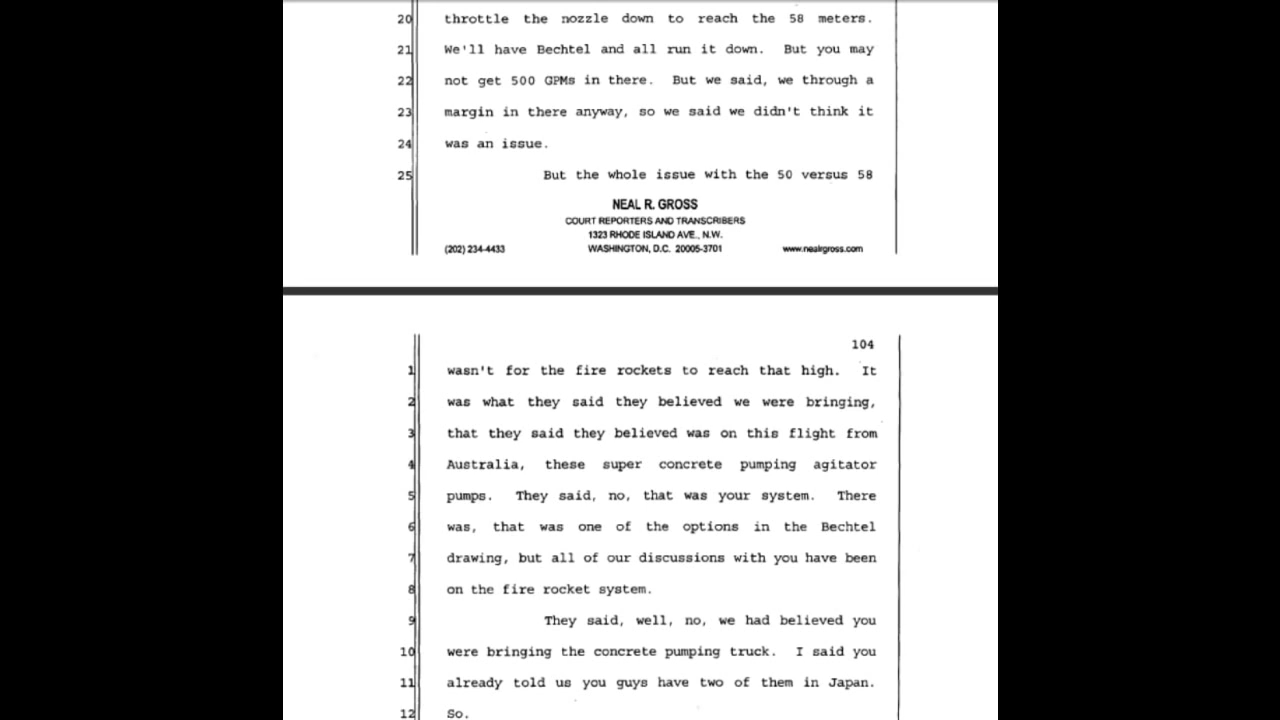 20 throttle the nozzle down to reach the 58 meters.
21 We'll have Bechtel and all run it down. But you may
22 not get 500 GPMs in there. But we said, we through a
23 margin in there anyway, so we said we didn't think it
24 was an issue.
25 But the whole issue with the 50 versus 58
NEAL R. GROSS
COURT REPORTERS AND TRANSCRIBERS
1323 RHODE ISLAND AVE., N.W.
(202) 234-4433 WASHINGTON, D.C. 20005-3701 www.nealrgross.com
104
1 wasn't for the fire rockets to reach that high. It
2 was what they said they believed we were bringing,
3 that they said they believed was on this flight from
4 Australia, these super concrete pumping agitator
5 pumps. They said, no, that was your system. There
6 was, that was one of the options in the Bechtel
7 drawing, but all of our discussions with you have been
8 on the fire rocket system.
9 They said, well, no, we had believed you
10 were bringing the concrete pumping truck. I said you
11 already told us you guys have two of them in Japan.
12 So.